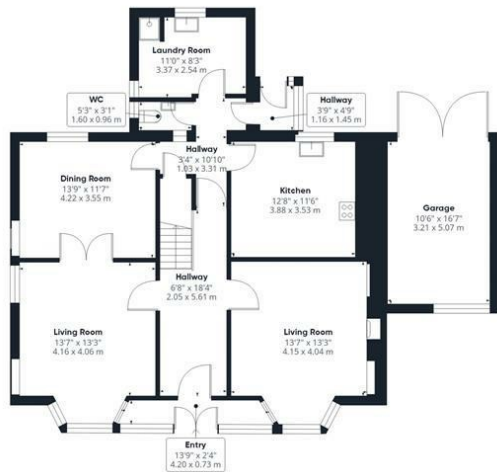 Laundry Room
11'0" x 8'3"
3.37 x 2.54 m
WC
5'3" x 3'1"
1.60 x 0.96 m
Hallway
3'9" x 4'9"
1.16 x 1.45 m
Hallway
3'4" x 10'10"
1.03 x 3.31 m
Dining Room
13'9" x 11'7"
4.22 x 3.55 m
Kitchen
12'8" x 11'6"
3.88 x 3.53 m
Garage
10'6" x 16'7"
3.21 x 5.07 m
Hallway
6'8" x 18'4"
2.05 x 5.61 m
Living Room
13'7" x 13'3"
4.16 x 4.06 m
Living Room
13'7" x 13'3"
4.15 x 4.04 m
Entry
13'9" x 2'4"
4.20 x 0.73 m